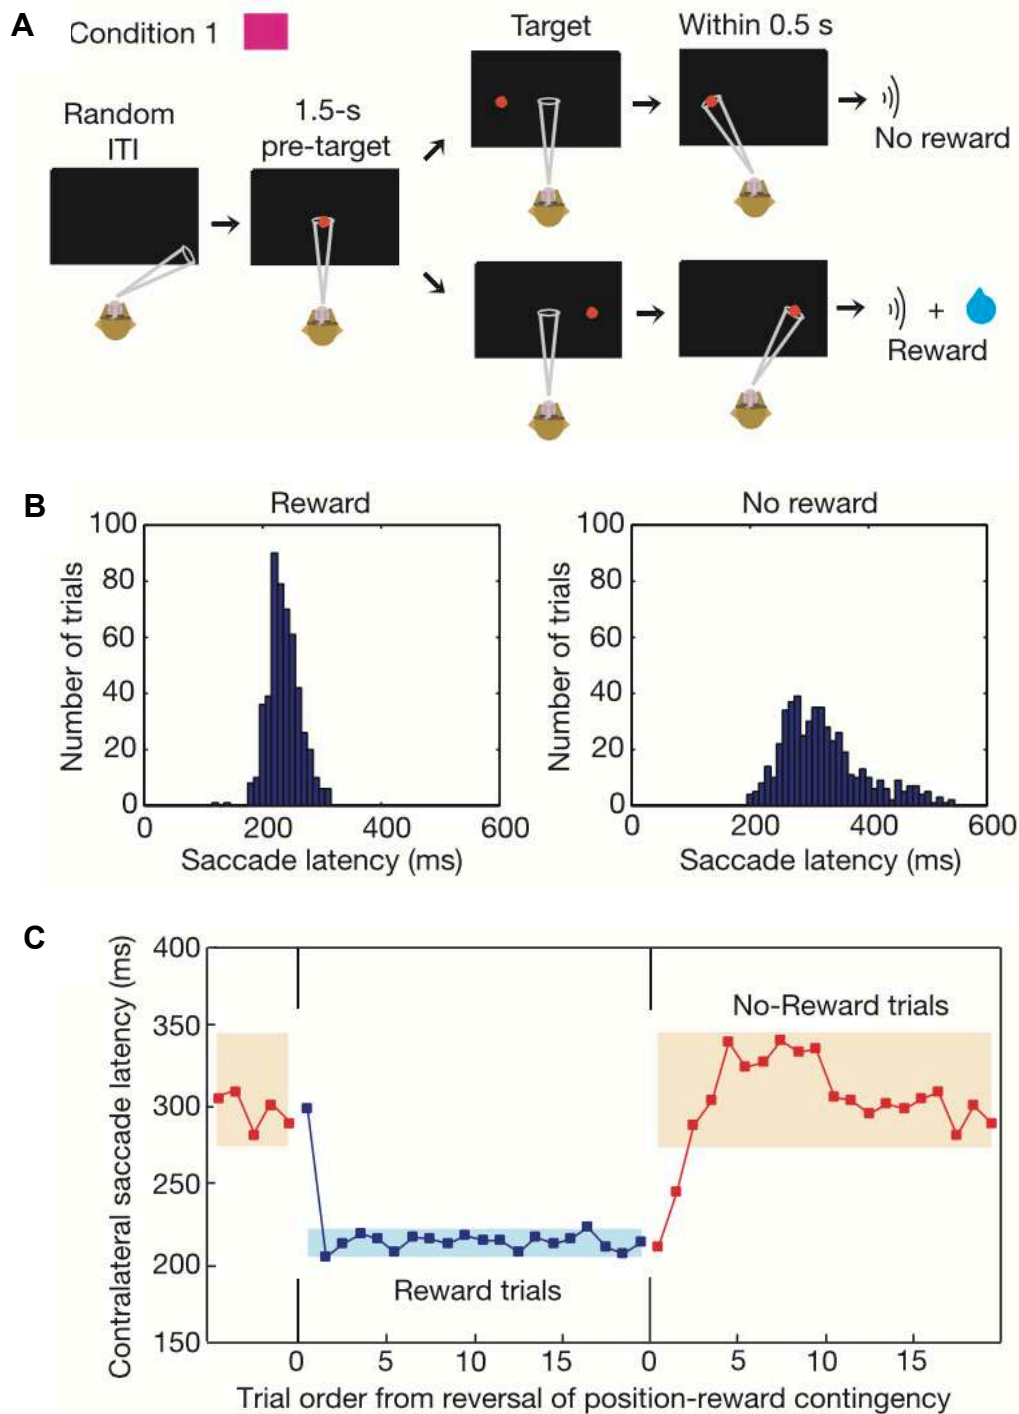 A
Condition 1
Random
ITI
1.5-s
pre-target
Target
Within 0.5 s
No reward
+
Reward
B
Reward
Number of trials
100
80
60
40
20
0
0 200 400 600
Saccade latency (ms)
No reward
Number of trials
100
80
60
40
20
0
0 200 400 600
Saccade latency (ms)
C
Contralateral saccade latency (ms)
400
350
300
250
200
150
No-Reward trials
Reward trials
0 5 10 15 0 5 10 15
Trial order from reversal of position-reward contingency